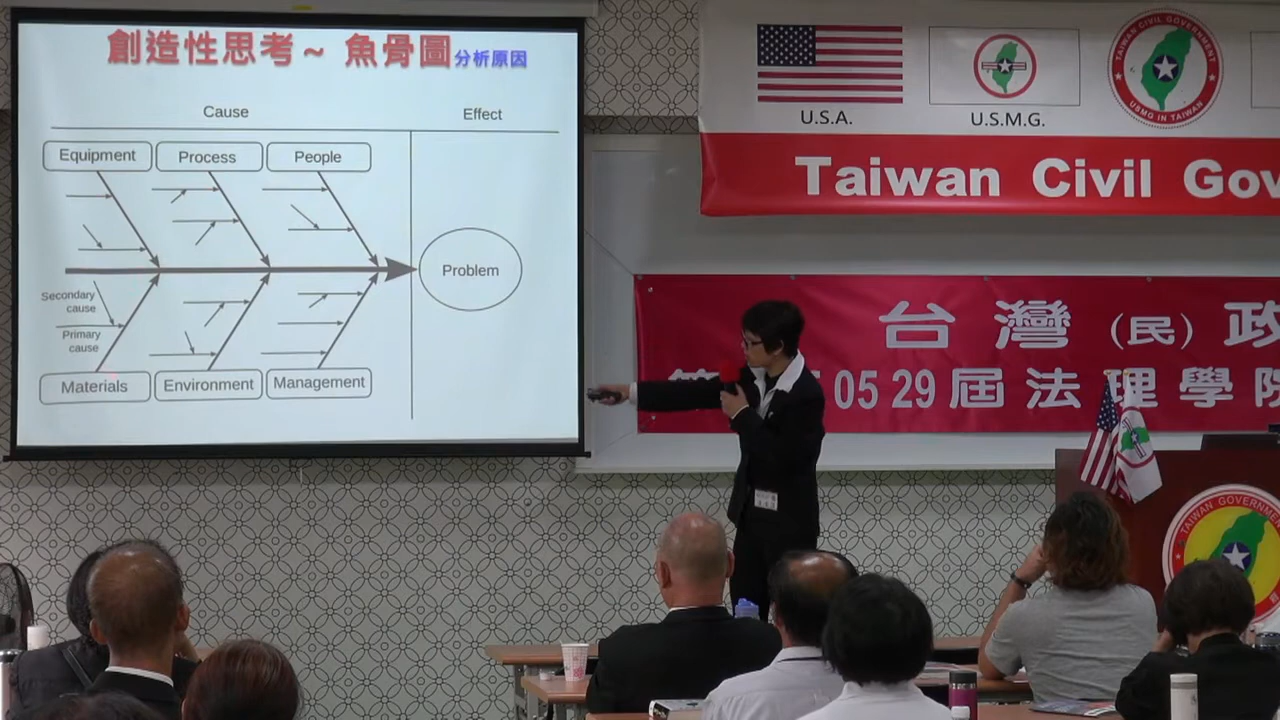 創造性思考~ 魚骨圖分析原因
Cause
Effect
Equipment
Process
People
Problem
Secondary
cause
Primary
cause
Materials
Environment
Management
U.S.A.
U.S.M.G.
TAIWAN CIVIL GOVERNMENT
USMG IN TAIWAN
Taiwan Civil Gov
台灣(民)政
05 29 屆法理學院
TAIWAN GOVERNMENT